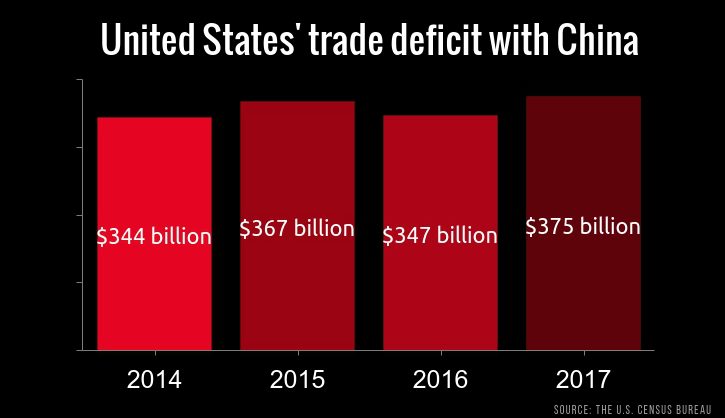 United States' trade deficit with China
$344 billion
$367 billion
$347 billion
$375 billion
2014
2015
2016
2017
SOURCE: THE U.S. CENSUS BUREAU